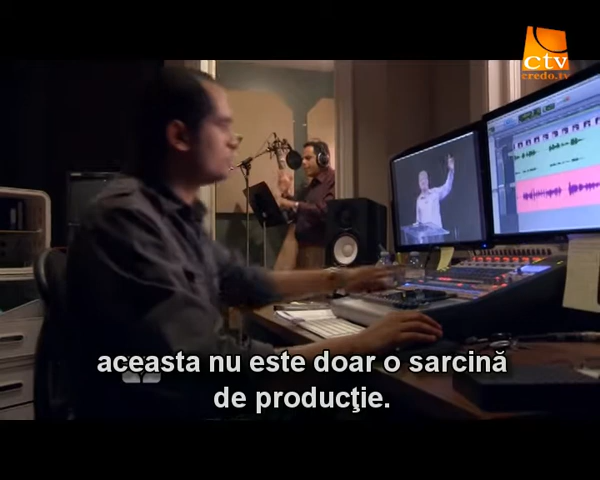 ctv
credo.tv
aceasta nu este doar o sarcină
de producţie.